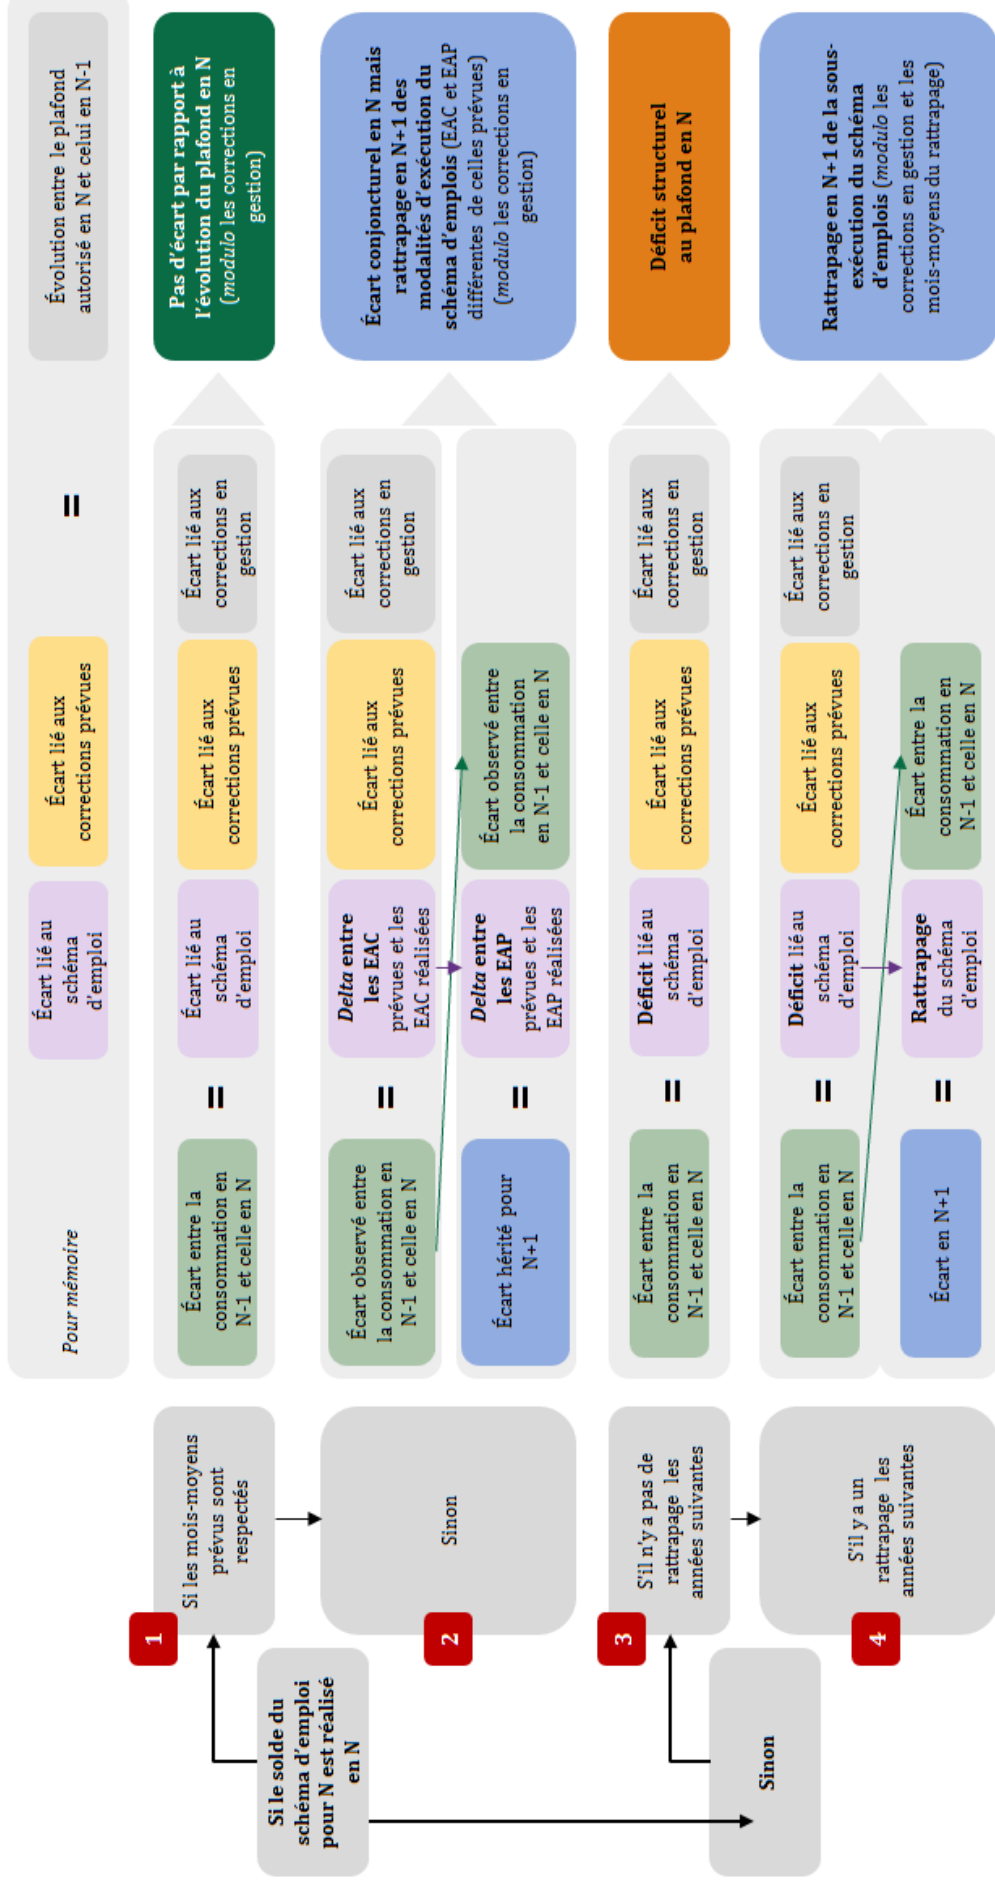 Pour mémoire
Écart lié au
schéma
d'emploi
Écart lié aux
corrections prévues
=
Évolution entre le plafond
autorisé en N et celui en N-1
Si le solde du
schéma d'emploi
pour N est réalisé
en N
1
Si les mois-moyens
prévus sont
respectés
Écart entre la
consommation en
N-1 et celle en N
=
Écart lié au
schéma
d'emploi
Écart lié aux
corrections prévues
Écart lié aux
corrections en
gestion
Pas d'écart par rapport à
l'évolution du plafond en N
(modulo les corrections en
gestion)
2
Sinon
Écart observé entre
la consommation en
N-1 et celle en N
=
Delta entre
les EAC
prévues et les
EAC réalisées
Écart lié aux
corrections prévues
Écart lié aux
corrections en
gestion
Écart hérité pour
N+1
=
Delta entre
les EAP
prévues et les
EAP réalisées
Écart observé entre
la consommation
en N-1 et celle en N
Écart conjoncturel en N mais
rattrapage en N+1 des
modalités d'exécution du
schéma d'emplois (EAC et EAP
différentes de celles prévues)
(modulo les corrections en
gestion)
Sinon
3
S'il n'y a pas de
rattrapage les
années suivantes
Écart entre la
consommation en
N-1 et celle en N
=
Déficit lié au
schéma
d'emploi
Écart lié aux
corrections prévues
Écart lié aux
corrections en
gestion
Déficit structurel
au plafond en N
4
S'il y a un
rattrapage les
années suivantes
Écart entre la
consommation en
N-1 et celle en N
=
Déficit lié au
schéma
d'emploi
Écart lié aux
corrections prévues
Écart lié aux
corrections en
gestion
Écart en N+1
=
Rattrapage
du schéma
d'emploi
Écart entre la
consommation en
N-1 et celle en N
Rattrapage en N+1 de la sous-
exécution du schéma
d'emplois (modulo les
corrections en gestion et les
mois-moyens du rattrapage)